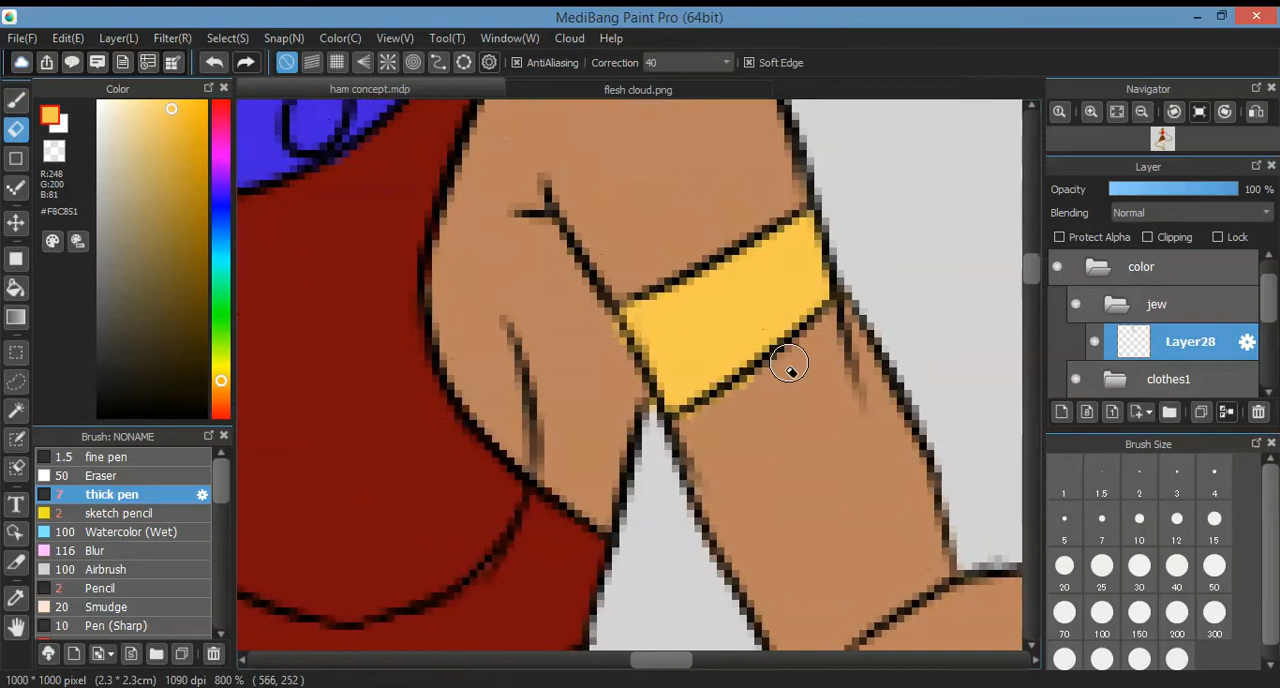 MediBang Paint Pro (64bit)
File(F) Edit(E) Layer(L) Filter(R) Select(S) Snap(N) Color(C) View(V) Tool(T) Window(W) Cloud Help
AntiAliasing Correction 40 Soft Edge
Color
ham concept.mdp
flesh cloud.png
Navigator
R:248
G:200
B:81
#F8C851
Layer
Opacity 100 %
Blending Normal
Protect Alpha Clipping Lock
color
jew
Layer28
clothes1
Brush: NONAME
1.5 fine pen
50 Eraser
7 thick pen
2 sketch pencil
100 Watercolor (Wet)
116 Blur
100 Airbrush
2 Pencil
20 Smudge
10 Pen (Sharp)
Brush Size
1 1.5 2 3 4
5 7 10 12 15
20 25 30 40 50
70 100 150 200 300
1000 * 1000 pixel (2.3 * 2.3cm) 1090 dpi 800 % ( 566, 252 )
T